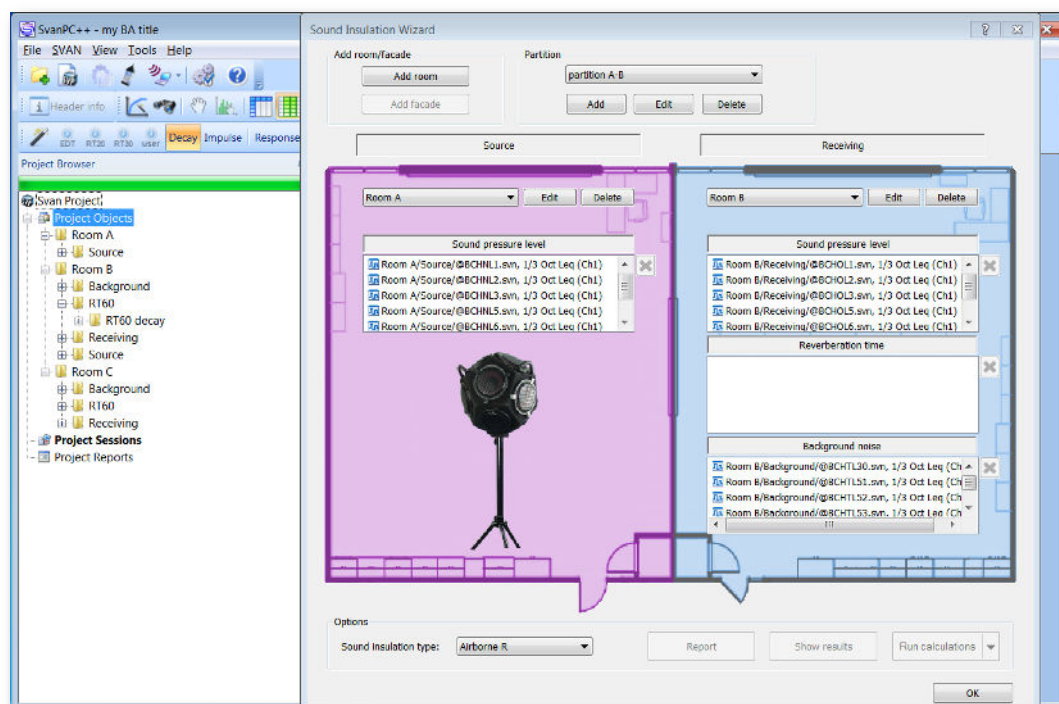 SvanPC++ - my BA title
File SVAN View Tools Help
Header info
EDT RT20 RT30 user Decay Impulse Response
Project Browser
Svan Project
Project Objects
Room A
Source
Room B
Background
RT60
RT60 decay
Receiving
Source
Room C
Background
RT60
Receiving
Project Sessions
Project Reports
Sound Insulation Wizard
Add room/facade
Add room
Add facade
Partition
partition A-B
Add Edit Delete
Source
Receiving
Room A Edit Delete
Sound pressure level
Room A/Source/@BCHNL1.svn, 1/3 Oct Leq (Ch1)
Room A/Source/@BCHNL2.svn, 1/3 Oct Leq (Ch1)
Room A/Source/@BCHNL3.svn, 1/3 Oct Leq (Ch1)
Room A/Source/@BCHNL5.svn, 1/3 Oct Leq (Ch1)
Room A/Source/@BCHNL6.svn, 1/3 Oct Leq (Ch1)
Room B Edit Delete
Sound pressure level
Room B/Receiving/@BCHOL1.svn, 1/3 Oct Leq (Ch1)
Room B/Receiving/@BCHOL2.svn, 1/3 Oct Leq (Ch1)
Room B/Receiving/@BCHOL3.svn, 1/3 Oct Leq (Ch1)
Room B/Receiving/@BCHOL5.svn, 1/3 Oct Leq (Ch1)
Room B/Receiving/@BCHOL6.svn, 1/3 Oct Leq (Ch1)
Reverberation time
Background noise
Room B/Background/@BCHTL30.svn, 1/3 Oct Leq (Ch
Room B/Background/@BCHTL51.svn, 1/3 Oct Leq (Ch
Room B/Background/@BCHTL52.svn, 1/3 Oct Leq (Ch
Room B/Background/@BCHTL53.svn, 1/3 Oct Leq (Ch
Options
Sound insulation type: Airborne R
Report Show results Run calculations
OK